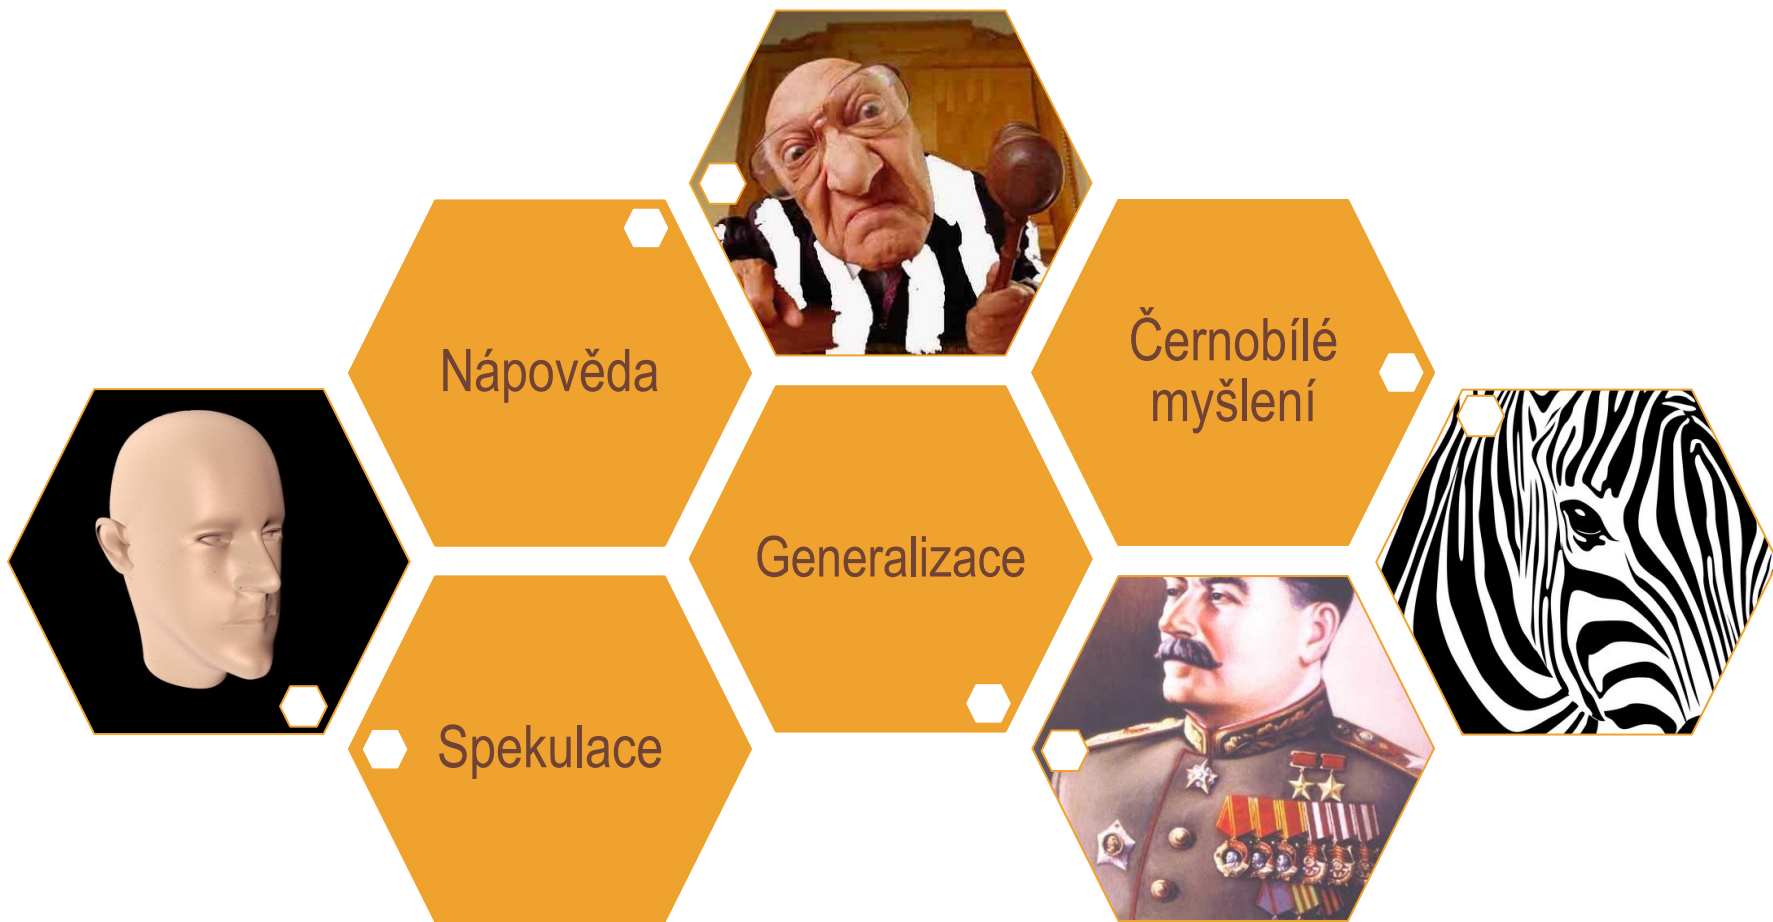 Nápověda
Černobílé
myšlení
Generalizace
Spekulace